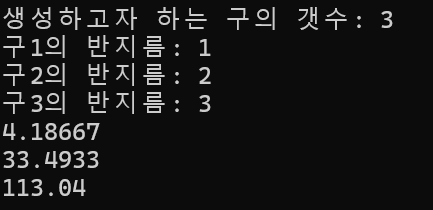 생성하고자 하는 구의 갯수: 3
구1의 반지름: 1
구2의 반지름: 2
구3의 반지름: 3
4.18667
33.4933
113.04